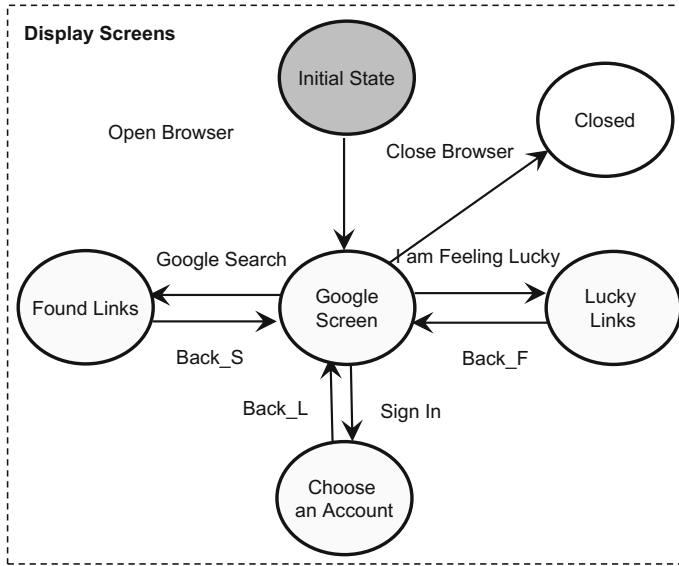 Display Screens
Initial State
Open Browser
Close Browser
Closed
Google Search
I am Feeling Lucky
Found Links
Google
Screen
Lucky
Links
Back_S
Back_F
Back_L
Sign In
Choose
an Account